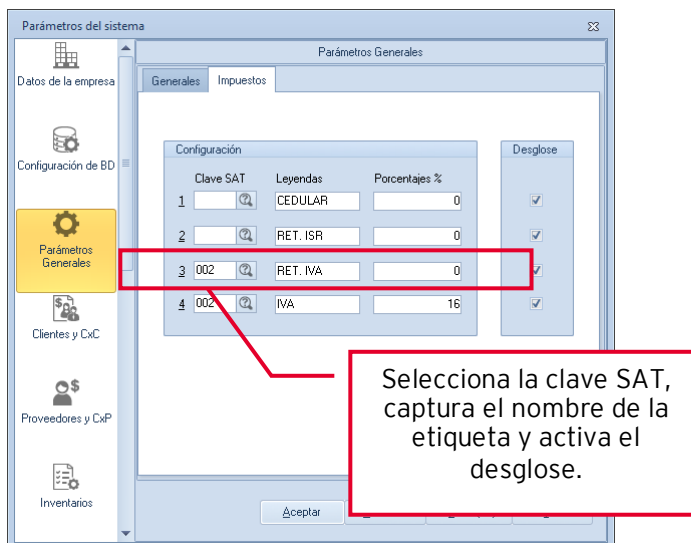 Parámetros del sistema
Datos de la empresa
Configuración de BD
Parámetros
Generales
Clientes y CxC
Proveedores y CxP
Inventarios
Parámetros Generales
Generales Impuestos
Configuración
Desglose
Clave SAT Leyendas Porcentajes %
1 CEDULAR 0
2 RET. ISR 0
3 002 RET. IVA 0
4 002 IVA 16
Selecciona la clave SAT,
captura el nombre de la
etiqueta y activa el
desglose.
Aceptar